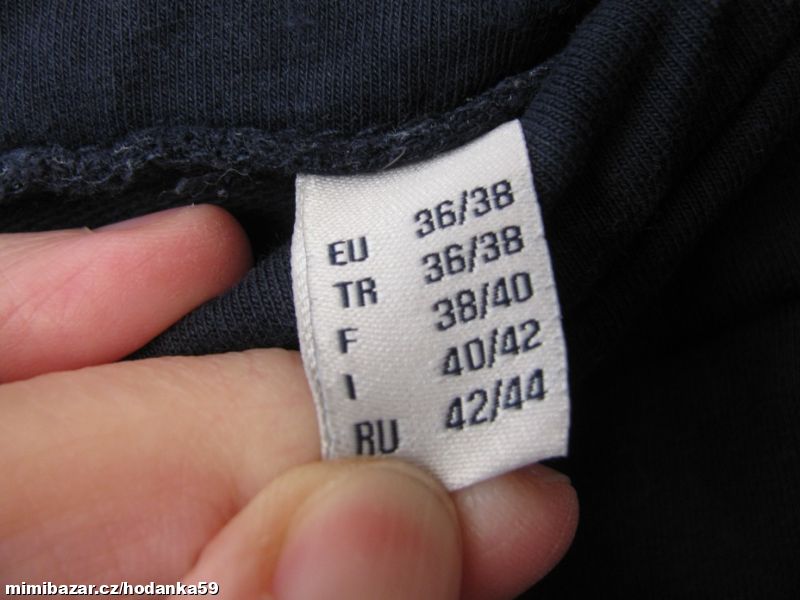 EU 36/38
TR 36/38
F 38/40
I 40/42
RU 42/44
mimibazar.cz/hodanka59